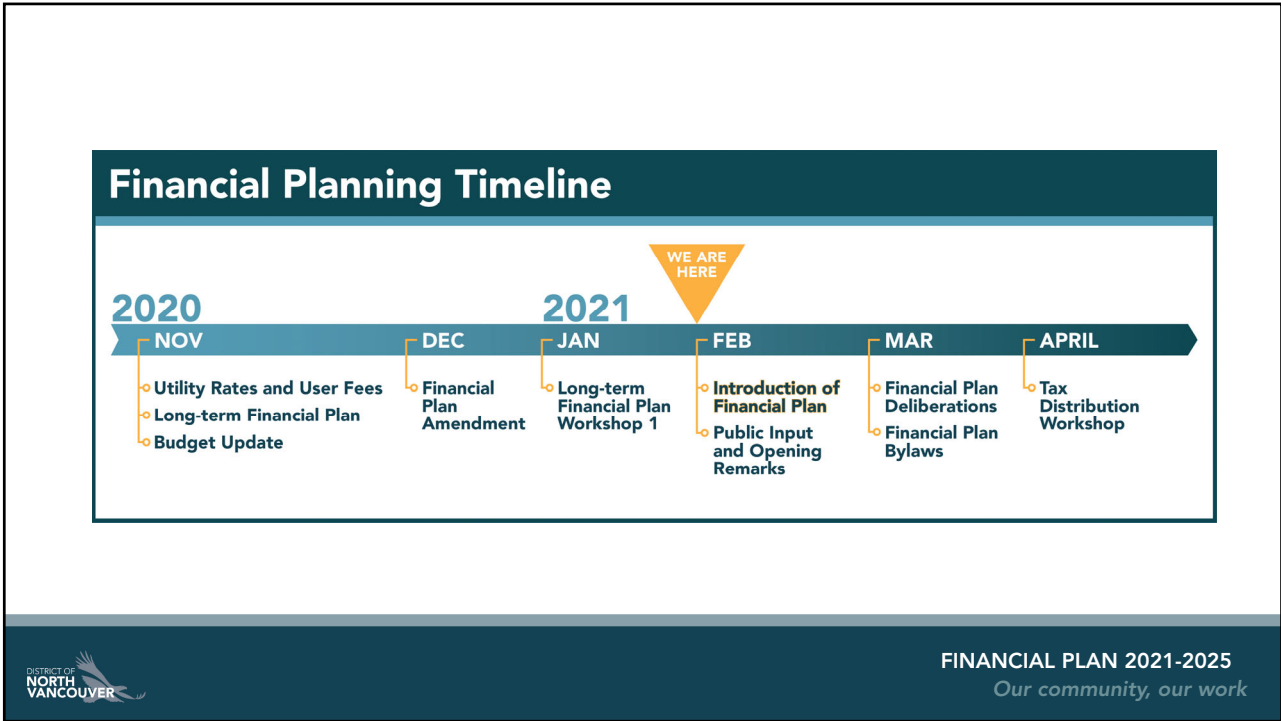 Financial Planning Timeline
WE ARE
HERE
2020
2021
NOV
DEC
JAN
FEB
MAR
APRIL
Utility Rates and User Fees
Long-term Financial Plan
Budget Update
Financial
Plan
Amendment
Long-term
Financial Plan
Workshop 1
Introduction of
Financial Plan
Public Input
and Opening
Remarks
Financial Plan
Deliberations
Financial Plan
Bylaws
Tax
Distribution
Workshop
DISTRICT OF
NORTH
VANCOUVER
FINANCIAL PLAN 2021-2025
Our community, our work